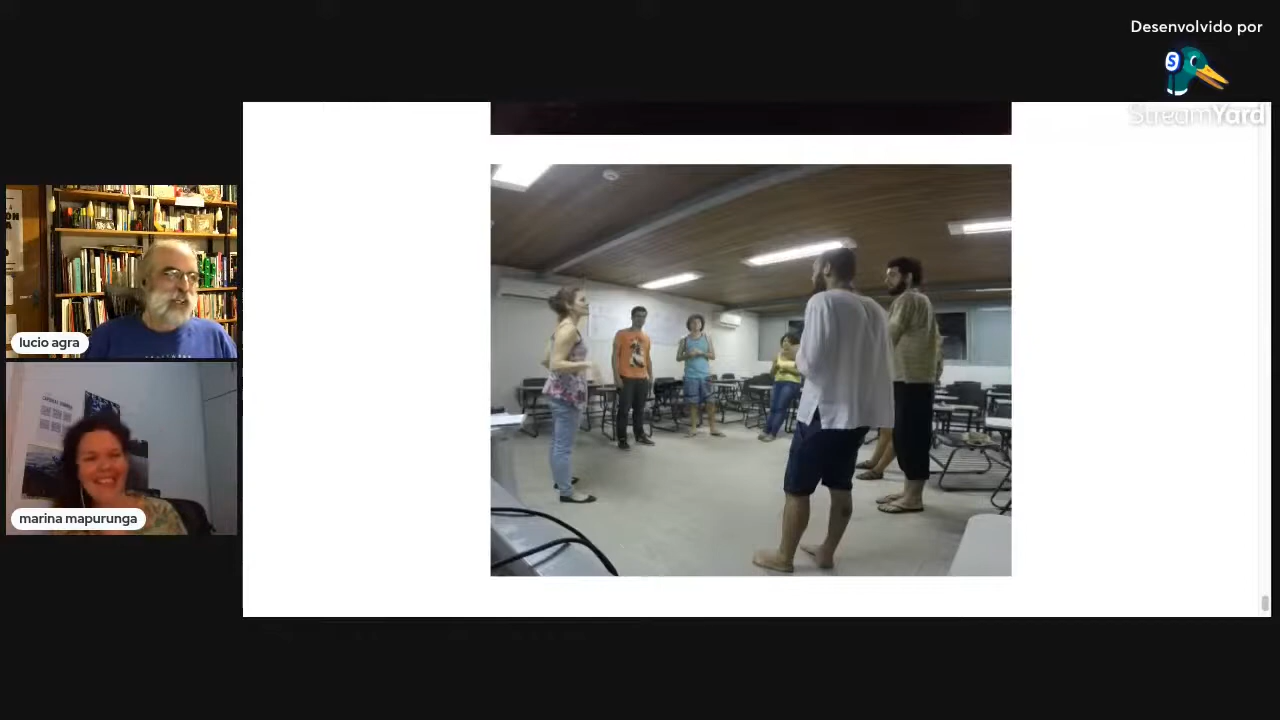 Desenvolvido por
S
StreamYard
lucio agra
marina mapurunga